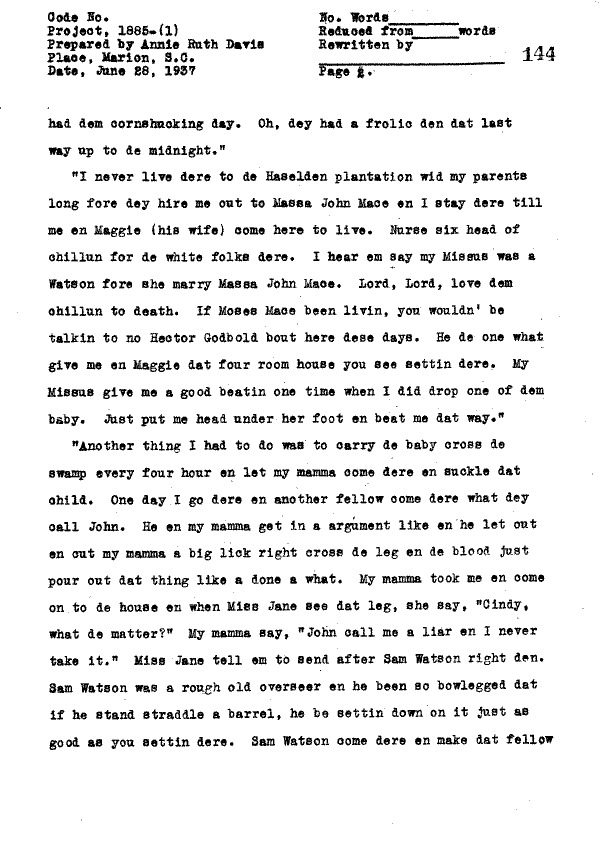 Code No. No. Words
Project, 1885-(1) Reduced from words
Prepared by Annie Ruth Davis Rewritten by
Place, Marion, S.C. 144
Date, June 28, 1937 Page 2.
had dem cornshucking day. Oh, dey had a frolic den dat last
way up to de midnight."
"I never live dere to de Haselden plantation wid my parents
long fore dey hire me out to Massa John Mace en I stay dere till
me en Maggie (his wife) come here to live. Nurse six head of
chillun for de white folks dere. I hear em say my Missus was a
Watson fore she marry Massa John Mace. Lord, Lord, love dem
chillun to death. If Moses Mace been livin, you wouldn' be
talkin to no Hector Godbold bout here dese days. He de one what
give me en Maggie dat four room house you see settin dere. My
Missus give me a good beatin one time when I did drop one of dem
baby. Just put me head under her foot en beat me dat way."
"Another thing I had to do was to carry de baby cross de
swamp every four hour en let my mamma come dere en suckle dat
child. One day I go dere en another fellow come dere what dey
call John. He en my mamma get in a argument like en he let out
en cut my mamma a big lick right cross de leg en de blood just
pour out dat thing like a done a what. My mamma took me en come
on to de house en when Miss Jane see dat leg, she say, "Cindy,
what de matter?" My mamma say, "John call me a liar en I never
take it." Miss Jane tell em to send after Sam Watson right den.
Sam Watson was a rough old overseer en he been so bowlegged dat
if he stand straddle a barrel, he be settin down on it just as
good as you settin dere. Sam Watson come dere en make dat fellow